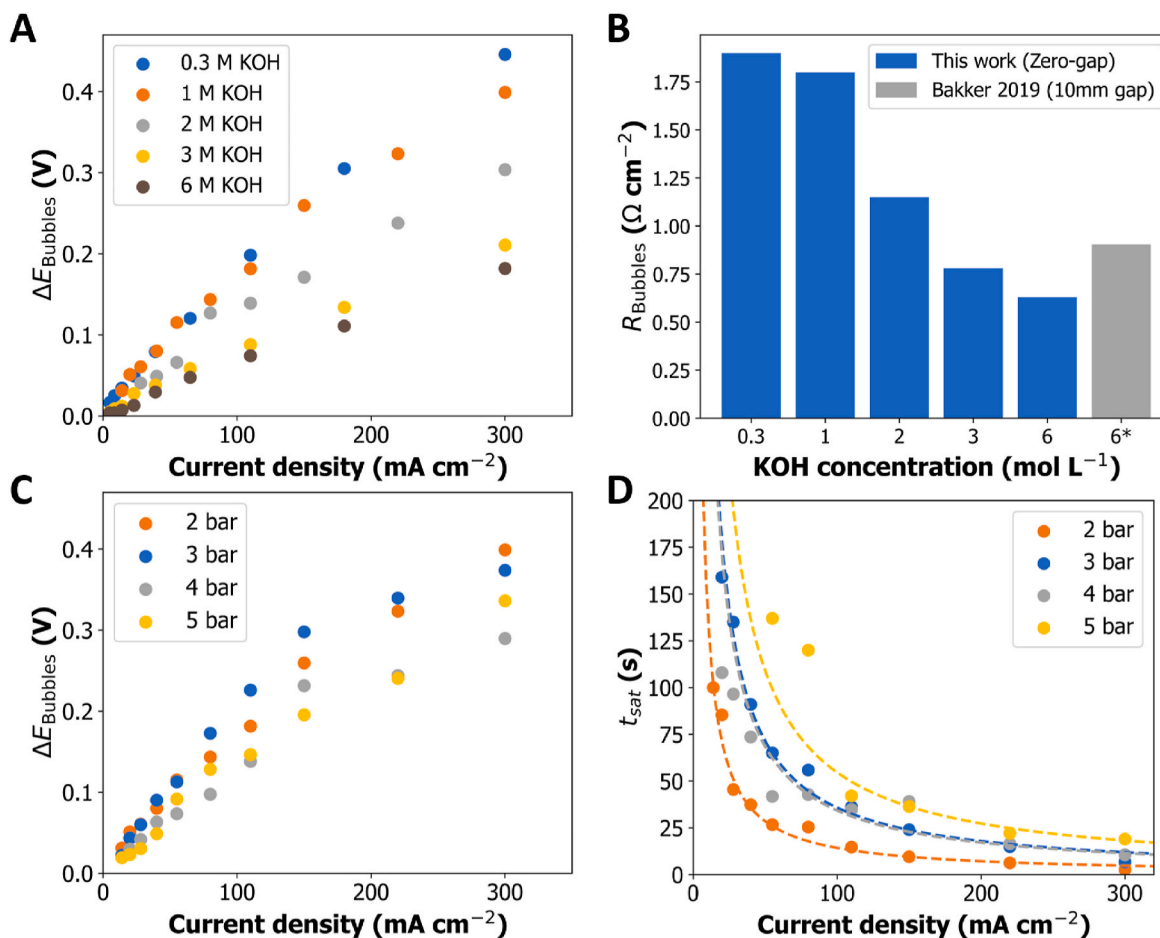 A
0.3 M KOH
1 M KOH
2 M KOH
3 M KOH
6 M KOH
0.4
0.3
0.2
0.1
0.0
ΔE_Bubbles (V)
0 100 200 300
Current density (mA cm⁻²)
B
This work (Zero-gap)
Bakker 2019 (10mm gap)
1.75
1.50
1.25
1.00
0.75
0.50
0.25
0.00
R_Bubbles (Ω cm⁻²)
0.3 1 2 3 6 6*
KOH concentration (mol L⁻¹)
C
2 bar
3 bar
4 bar
5 bar
0.4
0.3
0.2
0.1
0.0
ΔE_Bubbles (V)
0 100 200 300
Current density (mA cm⁻²)
D
2 bar
3 bar
4 bar
5 bar
200
175
150
125
100
75
50
25
0
t_sat (s)
0 100 200 300
Current density (mA cm⁻²)